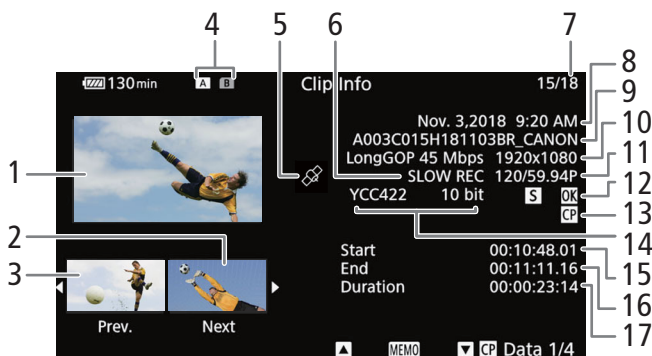 4 5 6 7
130 min A B Clip Info 15/18
8
Nov. 3,2018 9:20 AM
9
A003C015H181103BR_CANON
10
LongGOP 45 Mbps 1920x1080
11
SLOW REC 120/59.94P
12
YCC422 10 bit S OK
13
CP
14
1
2
3
Start 00:10:48.01
15
End 00:11:11.16
16
Duration 00:00:23:14
17
Prev. Next
MEMO CP Data 1/4